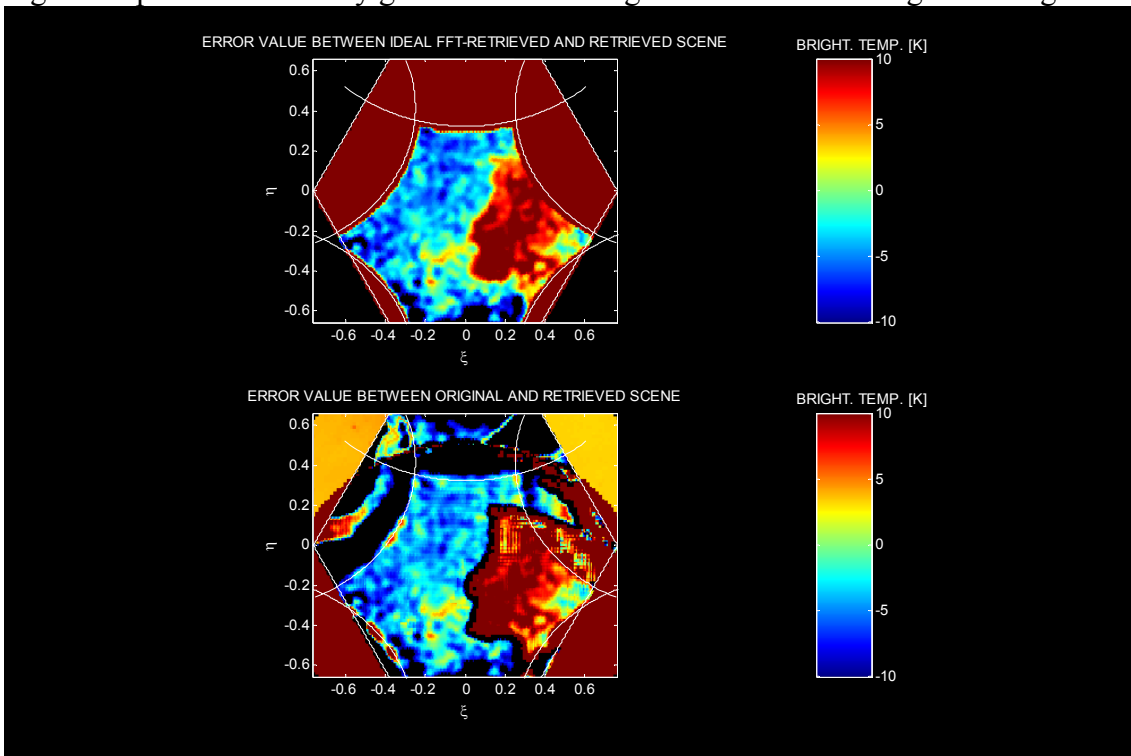 ERROR VALUE BETWEEN IDEAL FFT-RETRIEVED AND RETRIEVED SCENE
BRIGHT. TEMP. [K]
0.6
0.4
0.2
0
-0.2
-0.4
-0.6
η
-0.6 -0.4 -0.2 0 0.2 0.4 0.6
ξ
10
5
0
-5
-10
ERROR VALUE BETWEEN ORIGINAL AND RETRIEVED SCENE
BRIGHT. TEMP. [K]
0.6
0.4
0.2
0
-0.2
-0.4
-0.6
η
-0.6 -0.4 -0.2 0 0.2 0.4 0.6
ξ
10
5
0
-5
-10